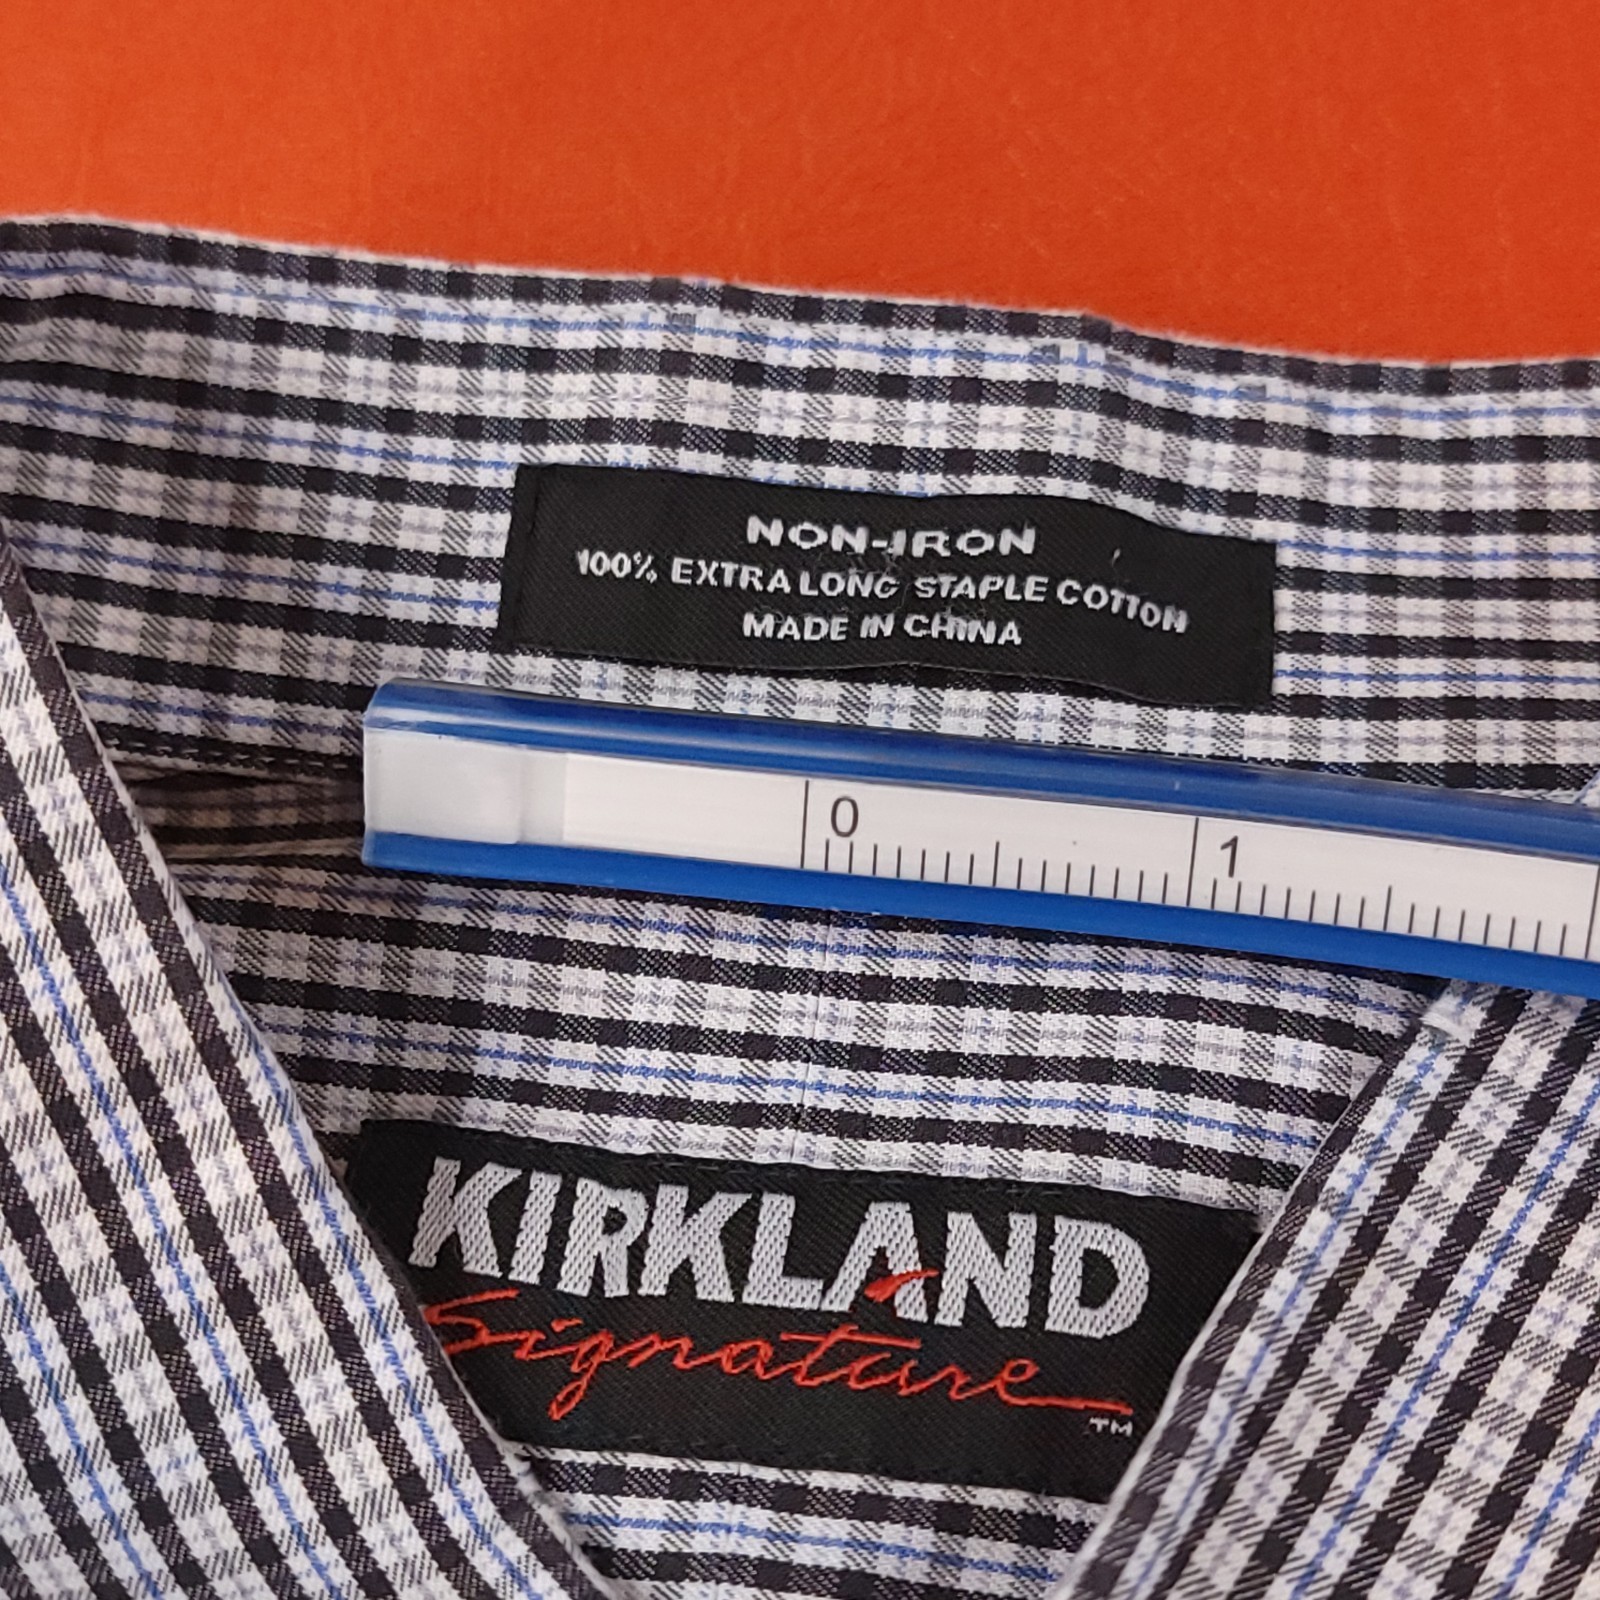 NON-IRON
100% EXTRA LONG STAPLE COTTON
MADE IN CHINA
0
1
KIRKLAND
Signature
TM